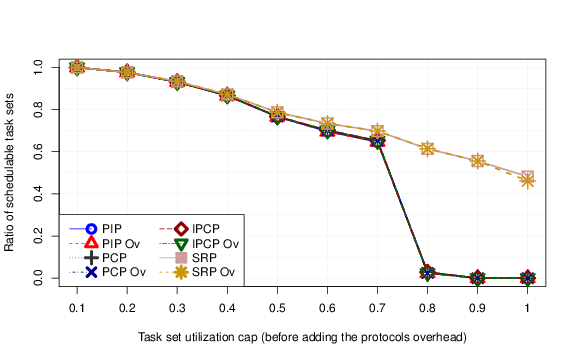 Ratio of schedulable task sets
1.0
0.8
0.6
0.4
0.2
0.0
PIP
PIP Ov
PCP
PCP Ov
IPCP
IPCP Ov
SRP
SRP Ov
0.1 0.2 0.3 0.4 0.5 0.6 0.7 0.8 0.9 1
Task set utilization cap (before adding the protocols overhead)